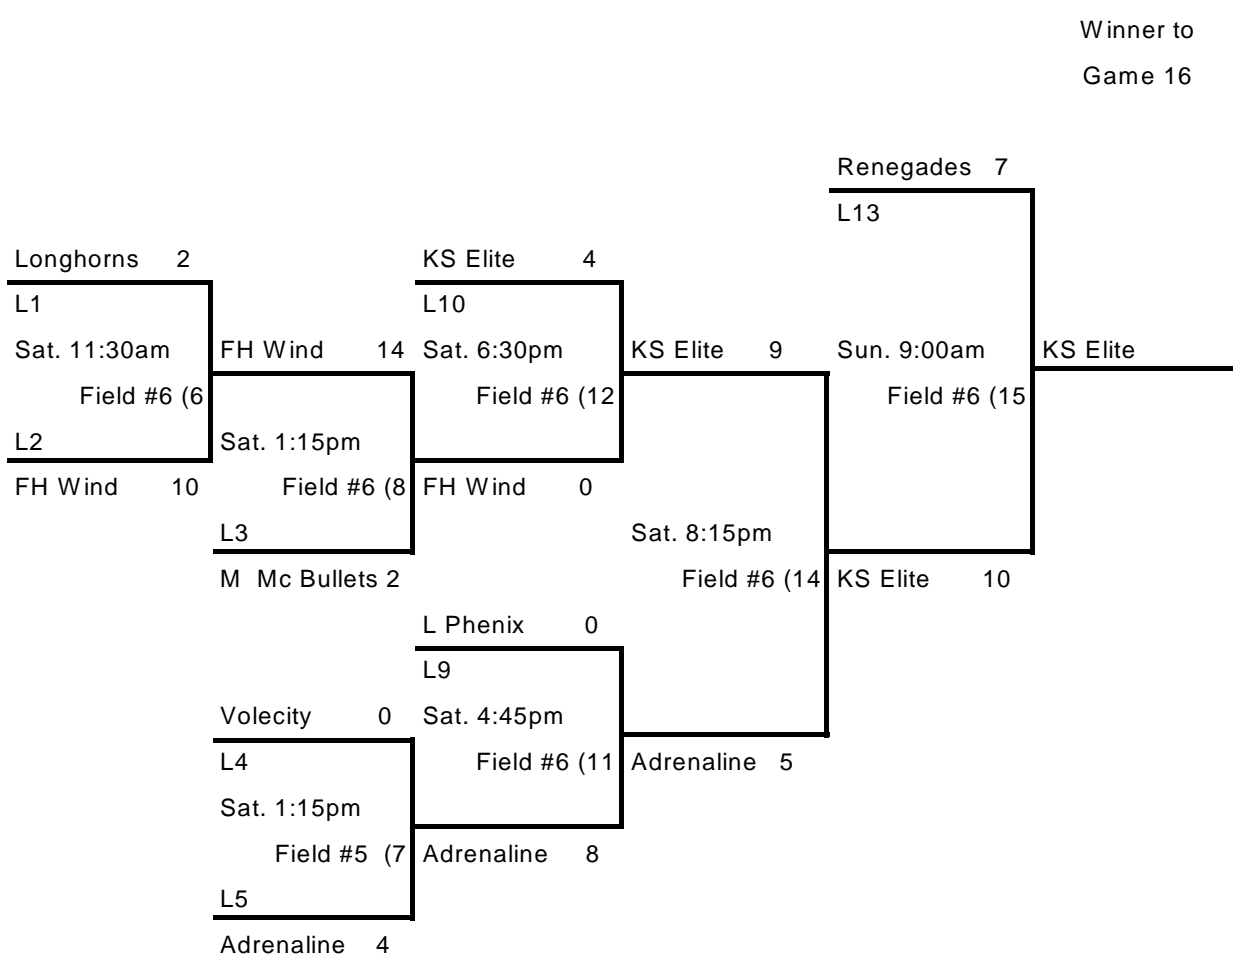 Winner to
Game 16
Renegades 7
L13
Longhorns 2
KS Elite 4
L1
L10
Sat. 11:30am
FH Wind 14
Sat. 6:30pm
KS Elite 9
Sun. 9:00am
KS Elite
Field #6 (6
Field #6 (12
Field #6 (15
L2
Sat. 1:15pm
FH Wind 10
Field #6 (8
FH Wind 0
L3
Sat. 8:15pm
M Mc Bullets 2
Field #6 (14
KS Elite 10
L Phenix 0
L9
Volecity 0
Sat. 4:45pm
L4
Field #6 (11
Adrenaline 5
Sat. 1:15pm
Field #5 (7
Adrenaline 8
L5
Adrenaline 4